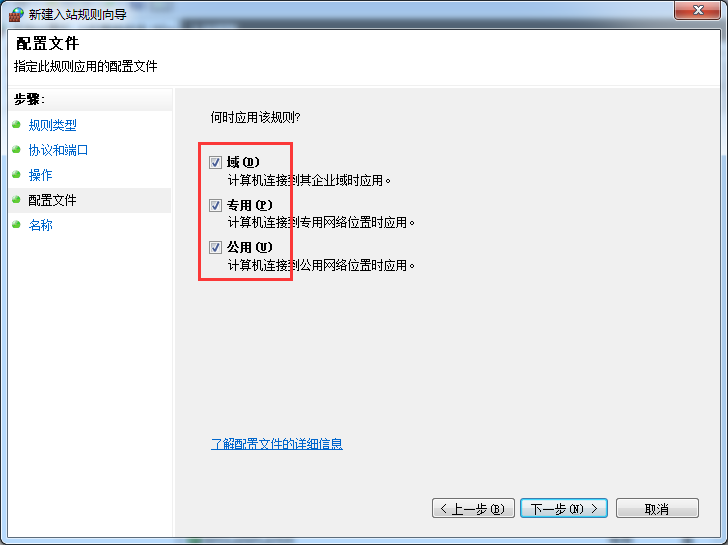 新建入站规则向导
配置文件
指定此规则应用的配置文件
步骤:
规则类型
协议和端口
操作
配置文件
名称
何时应用该规则?
域(D)
计算机连接到其企业域时应用。
专用(P)
计算机连接到专用网络位置时应用。
公用(U)
计算机连接到公用网络位置时应用。
了解配置文件的详细信息
< 上一步(B)
下一步(N) >
取消